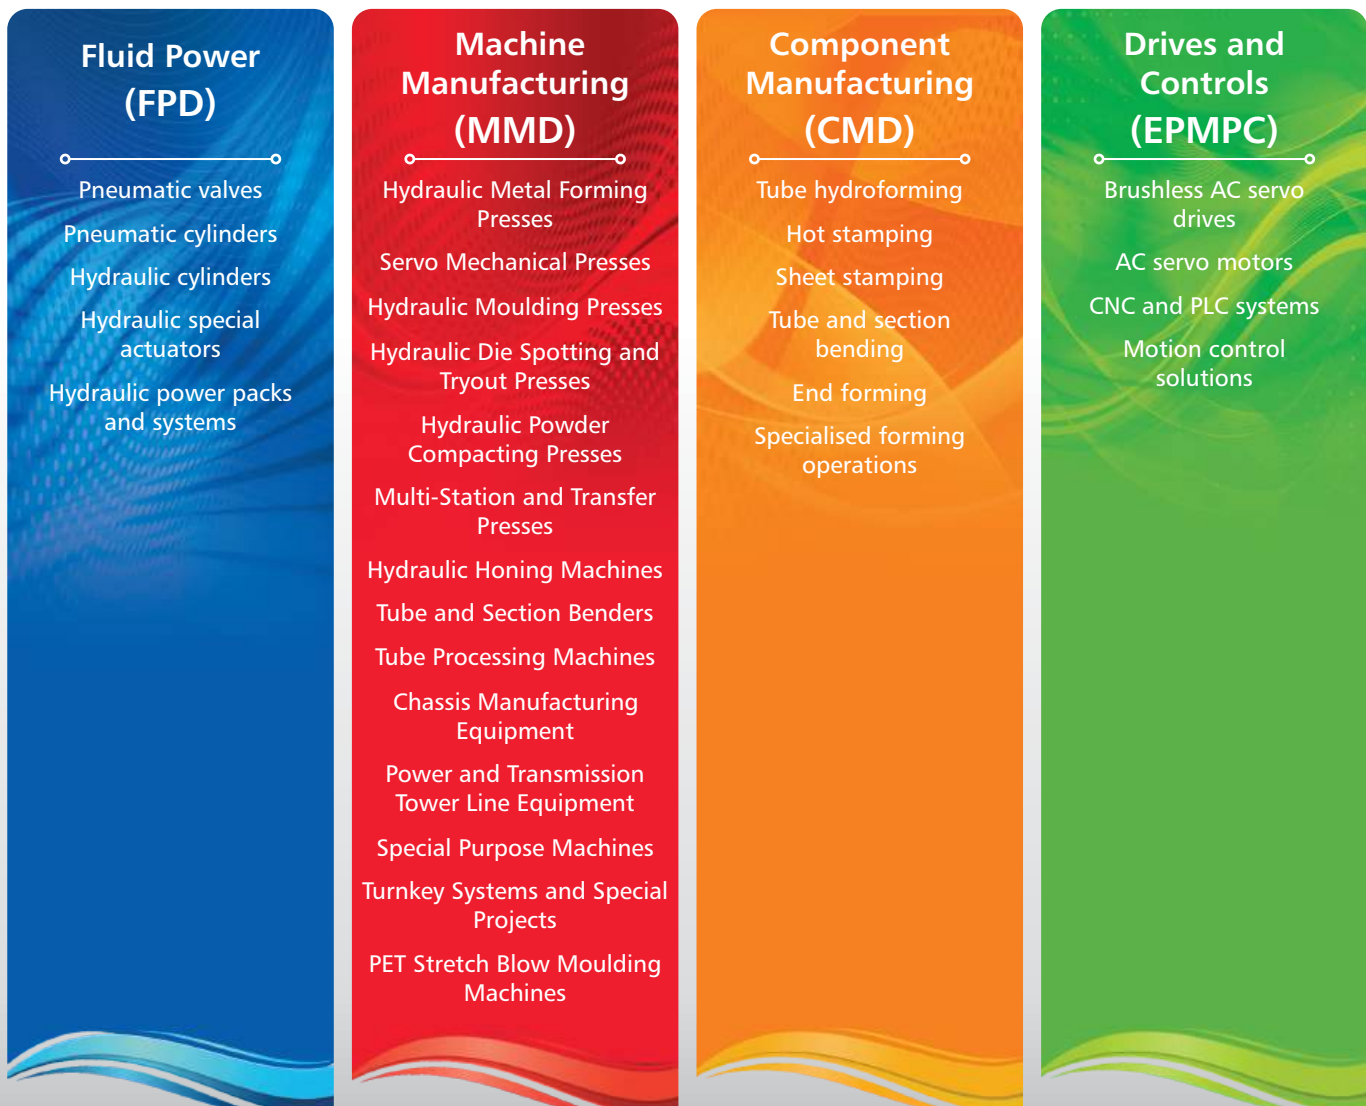 Fluid Power
(FPD)
Pneumatic valves
Pneumatic cylinders
Hydraulic cylinders
Hydraulic special
actuators
Hydraulic power packs
and systems
Machine
Manufacturing
(MMD)
Hydraulic Metal Forming
Presses
Servo Mechanical Presses
Hydraulic Moulding Presses
Hydraulic Die Spotting and
Tryout Presses
Hydraulic Powder
Compacting Presses
Multi-Station and Transfer
Presses
Hydraulic Honing Machines
Tube and Section Benders
Tube Processing Machines
Chassis Manufacturing
Equipment
Power and Transmission
Tower Line Equipment
Special Purpose Machines
Turnkey Systems and Special
Projects
PET Stretch Blow Moulding
Machines
Component
Manufacturing
(CMD)
Tube hydroforming
Hot stamping
Sheet stamping
Tube and section
bending
End forming
Specialised forming
operations
Drives and
Controls
(EPMPC)
Brushless AC servo
drives
AC servo motors
CNC and PLC systems
Motion control
solutions